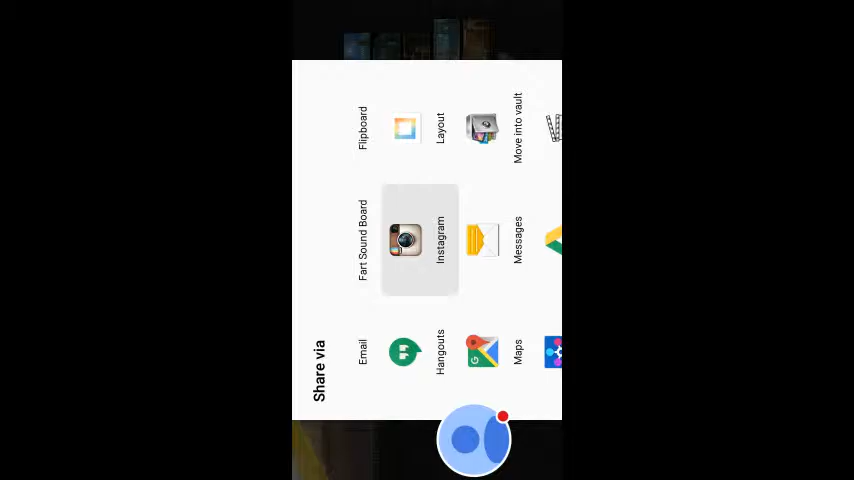 Share via
Email
Fart Sound Board
Flipboard
Hangouts
Instagram
Layout
Maps
Messages
Move into vault
G